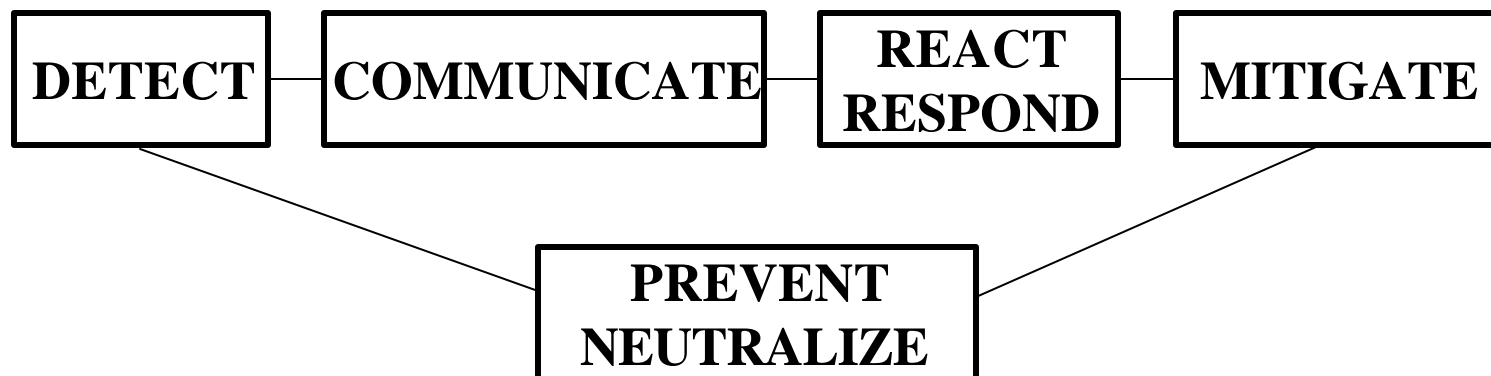 DETECT
COMMUNICATE
REACT
RESPOND
MITIGATE
PREVENT
NEUTRALIZE